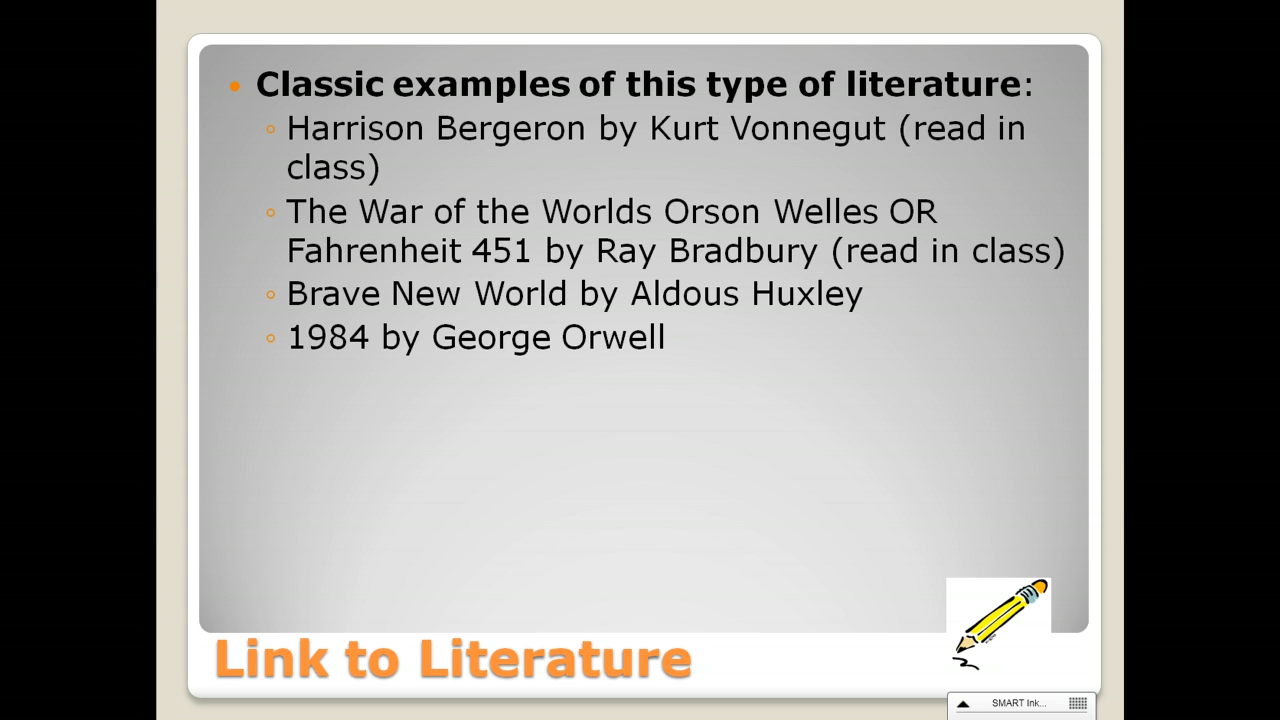 Classic examples of this type of literature:
Harrison Bergeron by Kurt Vonnegut (read in
class)
The War of the Worlds Orson Welles OR
Fahrenheit 451 by Ray Bradbury (read in class)
Brave New World by Aldous Huxley
1984 by George Orwell
Link to Literature
SMART Ink...